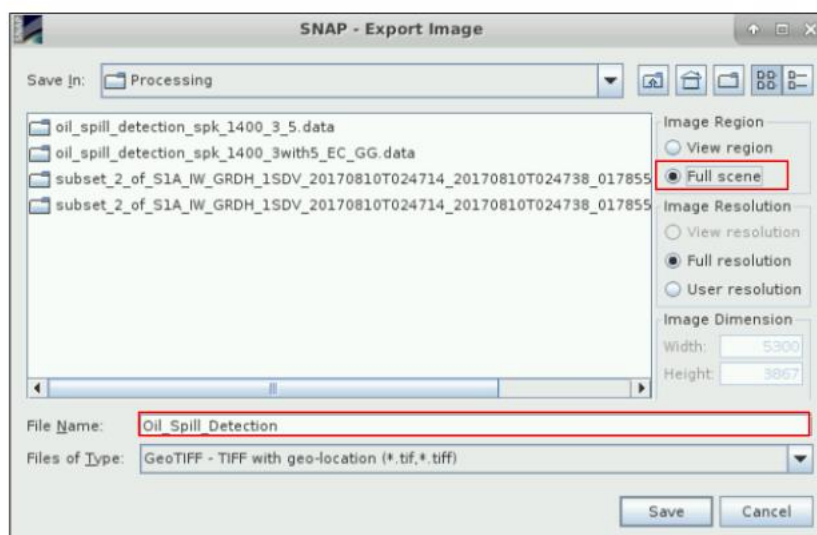 SNAP - Export Image
Save In: Processing
oil_spill_detection_spk_1400_3_5.data
oil_spill_detection_spk_1400_3with5_EC_GG.data
subset_2_of_S1A_IW_GRDH_1SDV_20170810T024714_20170810T024738_017855
subset_2_of_S1A_IW_GRDH_1SDV_20170810T024714_20170810T024738_017855
Image Region
View region
Full scene
Image Resolution
View resolution
Full resolution
User resolution
Image Dimension
Width: 5300
Height: 3867
File Name: Oil_Spill_Detection
Files of Type: GeoTIFF - TIFF with geo-location (*.tif,*.tiff)
Save Cancel